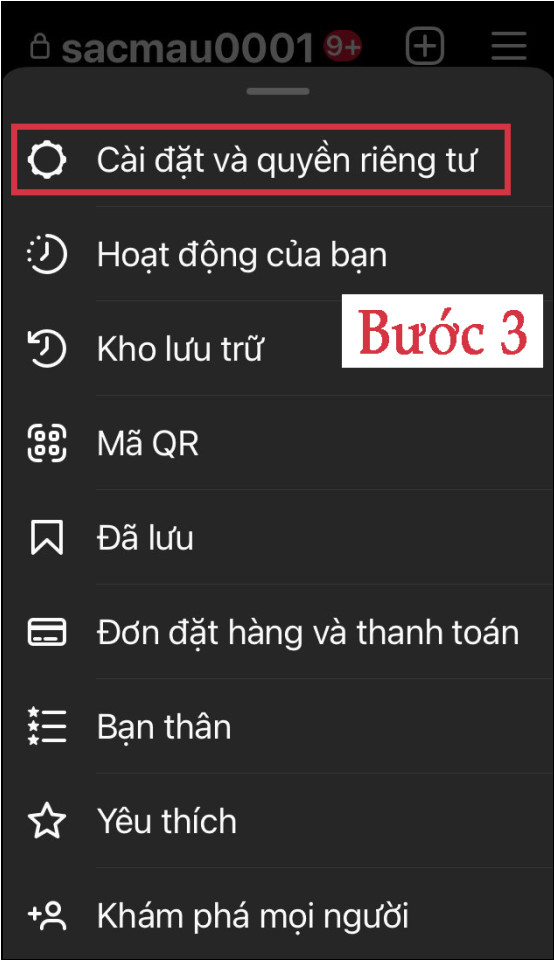 sacmau0001 9+
Cài đặt và quyền riêng tư
Hoạt động của bạn
Bước 3
Kho lưu trữ
Mã QR
Đã lưu
Đơn đặt hàng và thanh toán
Bạn thân
Yêu thích
Khám phá mọi người